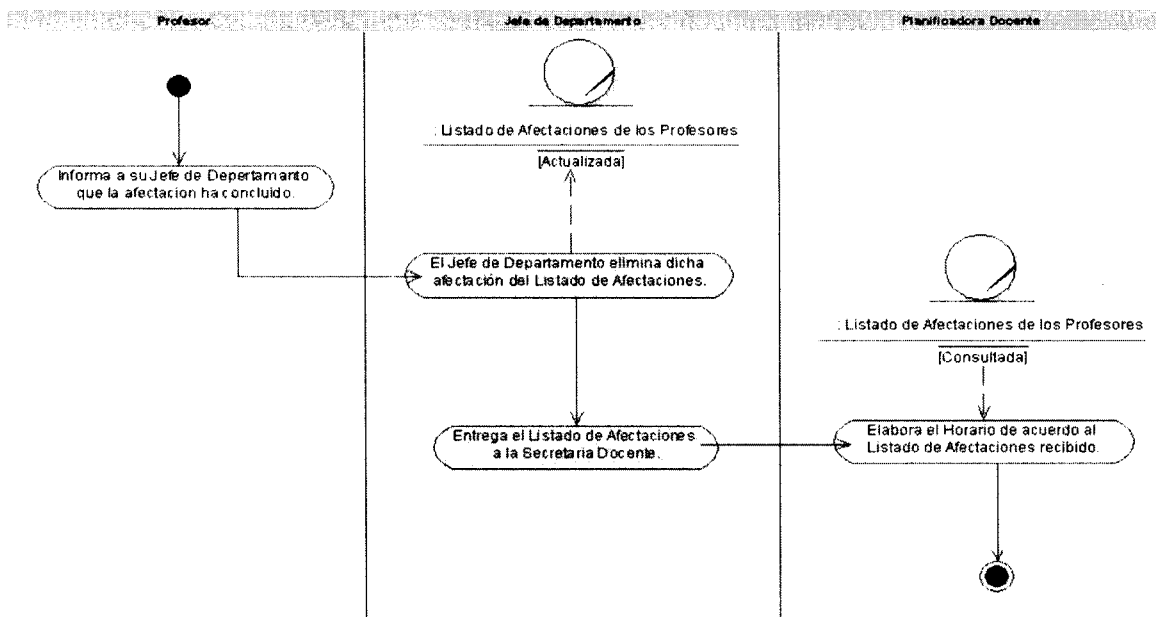 Profesor
Jefe de Departamento
Planificadora Docente
: Listado de Afectaciones de los Profesores
[Actualizada]
Informa a su Jefe de Depertamanto
que la afectacion ha concluido.
El Jefe de Departamento elimina dicha
afectación del Listado de Afectaciones.
: Listado de Afectaciones de los Profesores
[Consultada]
Entrega el Listado de Afectaciones
a la Secretaria Docente.
Elabora el Horario de acuerdo al
Listado de Afectaciones recibido.